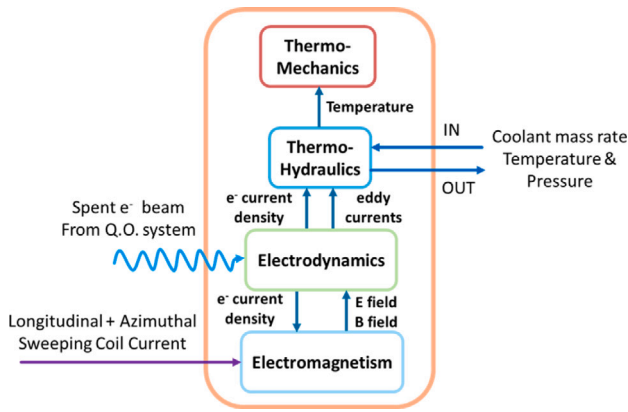 Thermo-
Mechanics
Temperature
IN
Thermo-
Hydraulics
Coolant mass rate
Temperature &
Pressure
OUT
e⁻ current
density
eddy
currents
Spent e⁻ beam
From Q.O. system
Electrodynamics
e⁻ current
density
E field
B field
Longitudinal + Azimuthal
Sweeping Coil Current
Electromagnetism